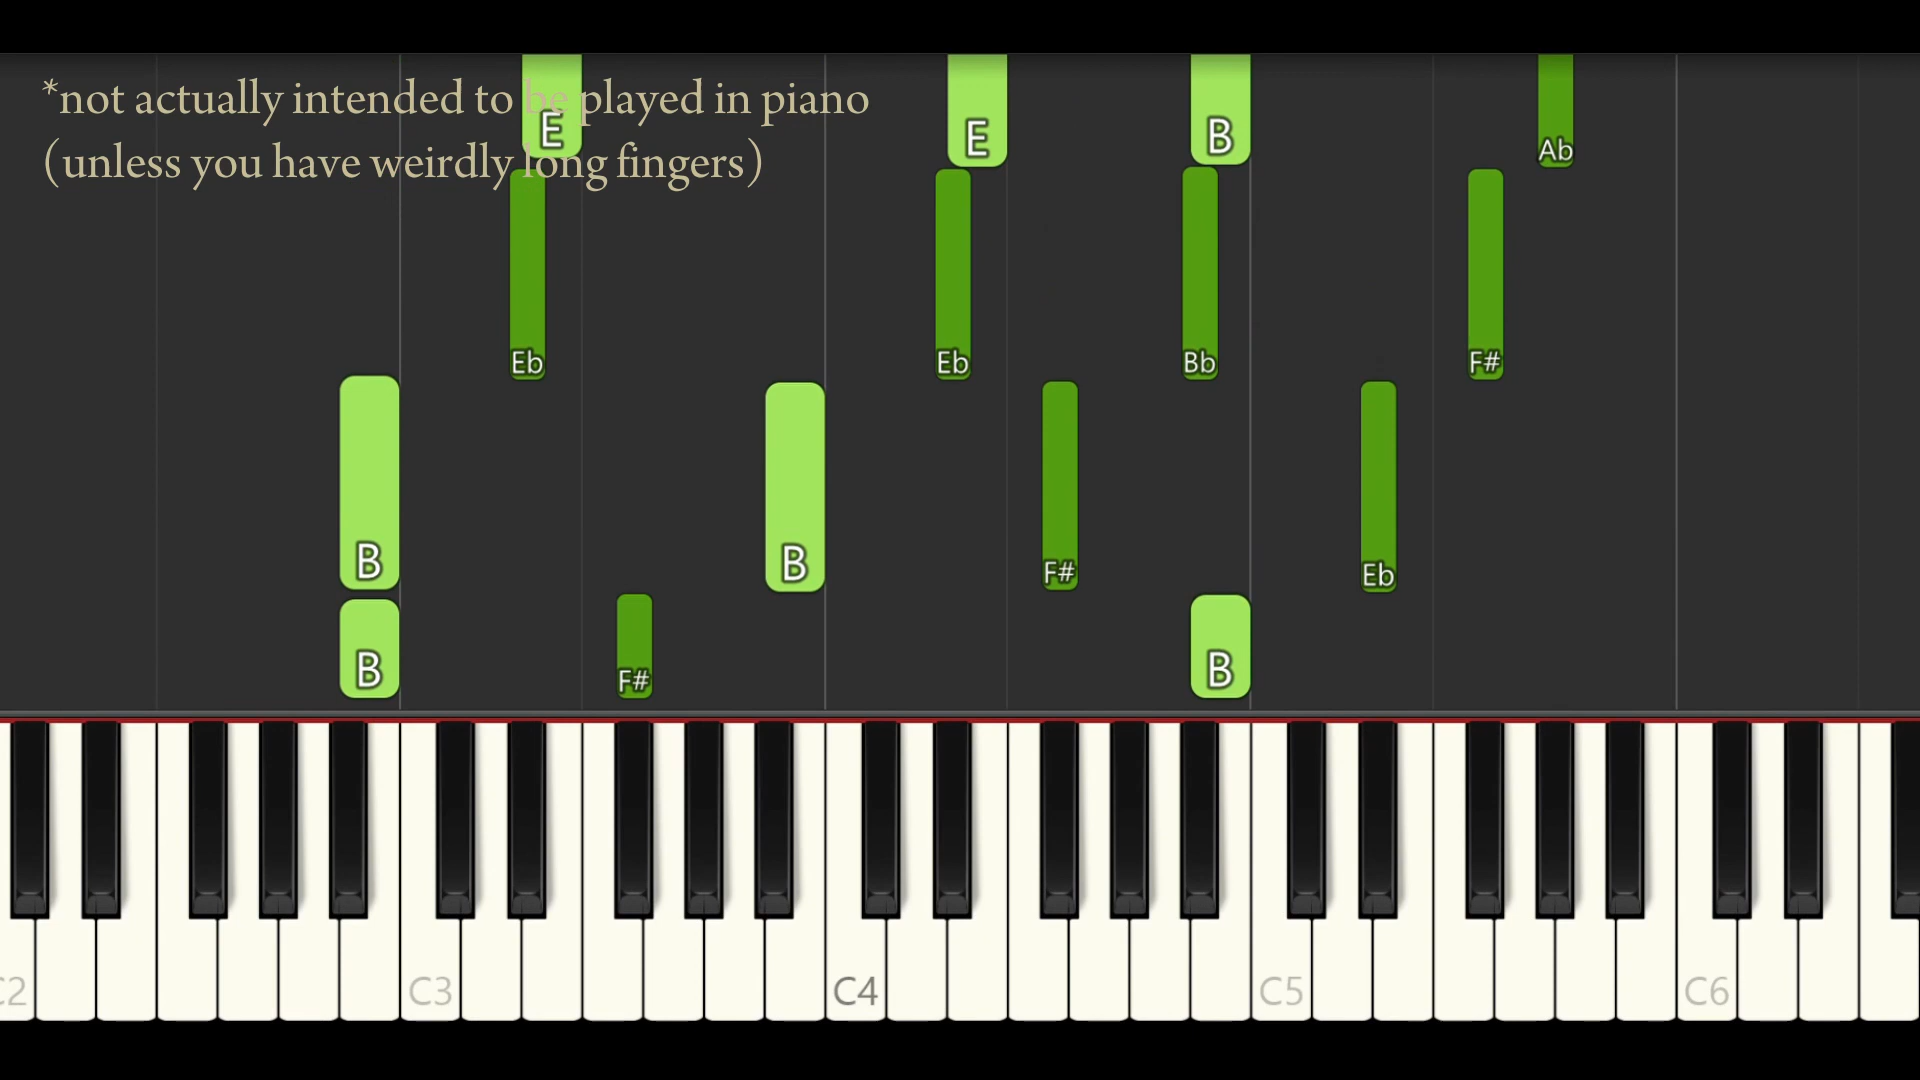 *not actually intended to be played in piano
(unless you have weirdly long fingers)
E E B Ab
Eb Eb Bb F#
B B F# Eb
B F# B
C2 C3 C4 C5 C6